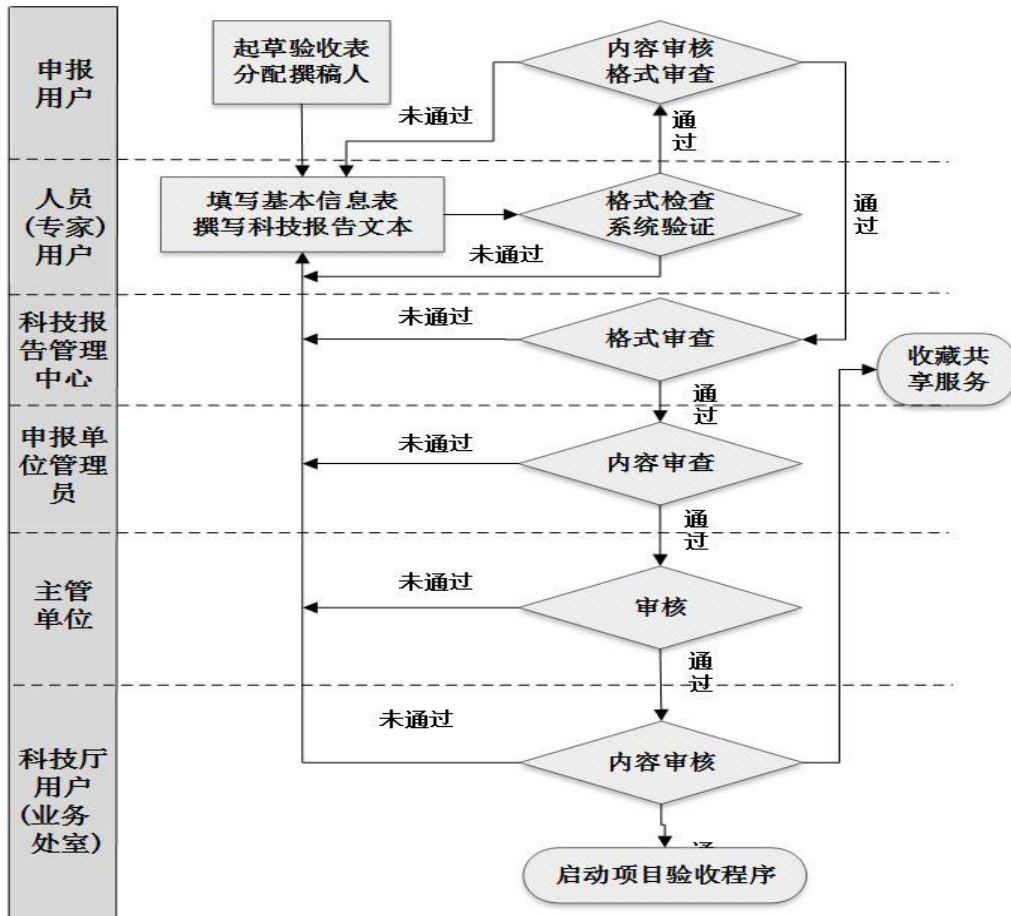 申报
用户
起草验收表
分配撰稿人
内容审核
格式审查
未通过
通
过
人员
(专家)
用户
填写基本信息表
撰写科技报告文本
格式检查
系统验证
未通过
通
过
科技报
告管理
中心
未通过
格式审查
收藏共
享服务
通
过
申报单
位管理
员
未通过
内容审查
通
过
主管
单位
未通过
审核
通
过
科技厅
用户
(业务
处室)
未通过
内容审核
启动项目验收程序